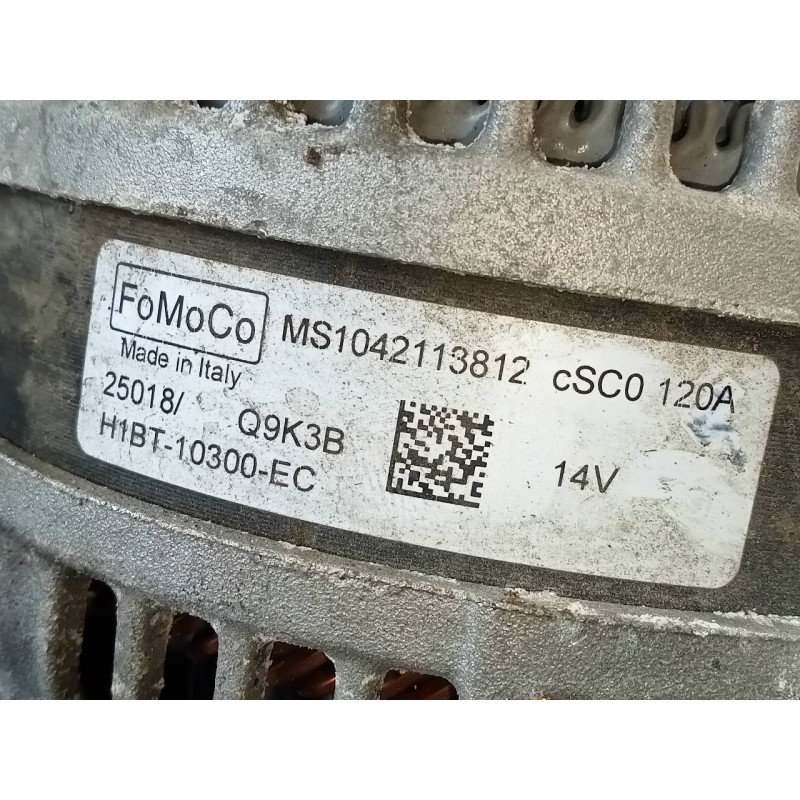 FoMoCo MS1042113812 cSC0 120A
Made in Italy
25018/ Q9K3B 14V
H1BT-10300-EC